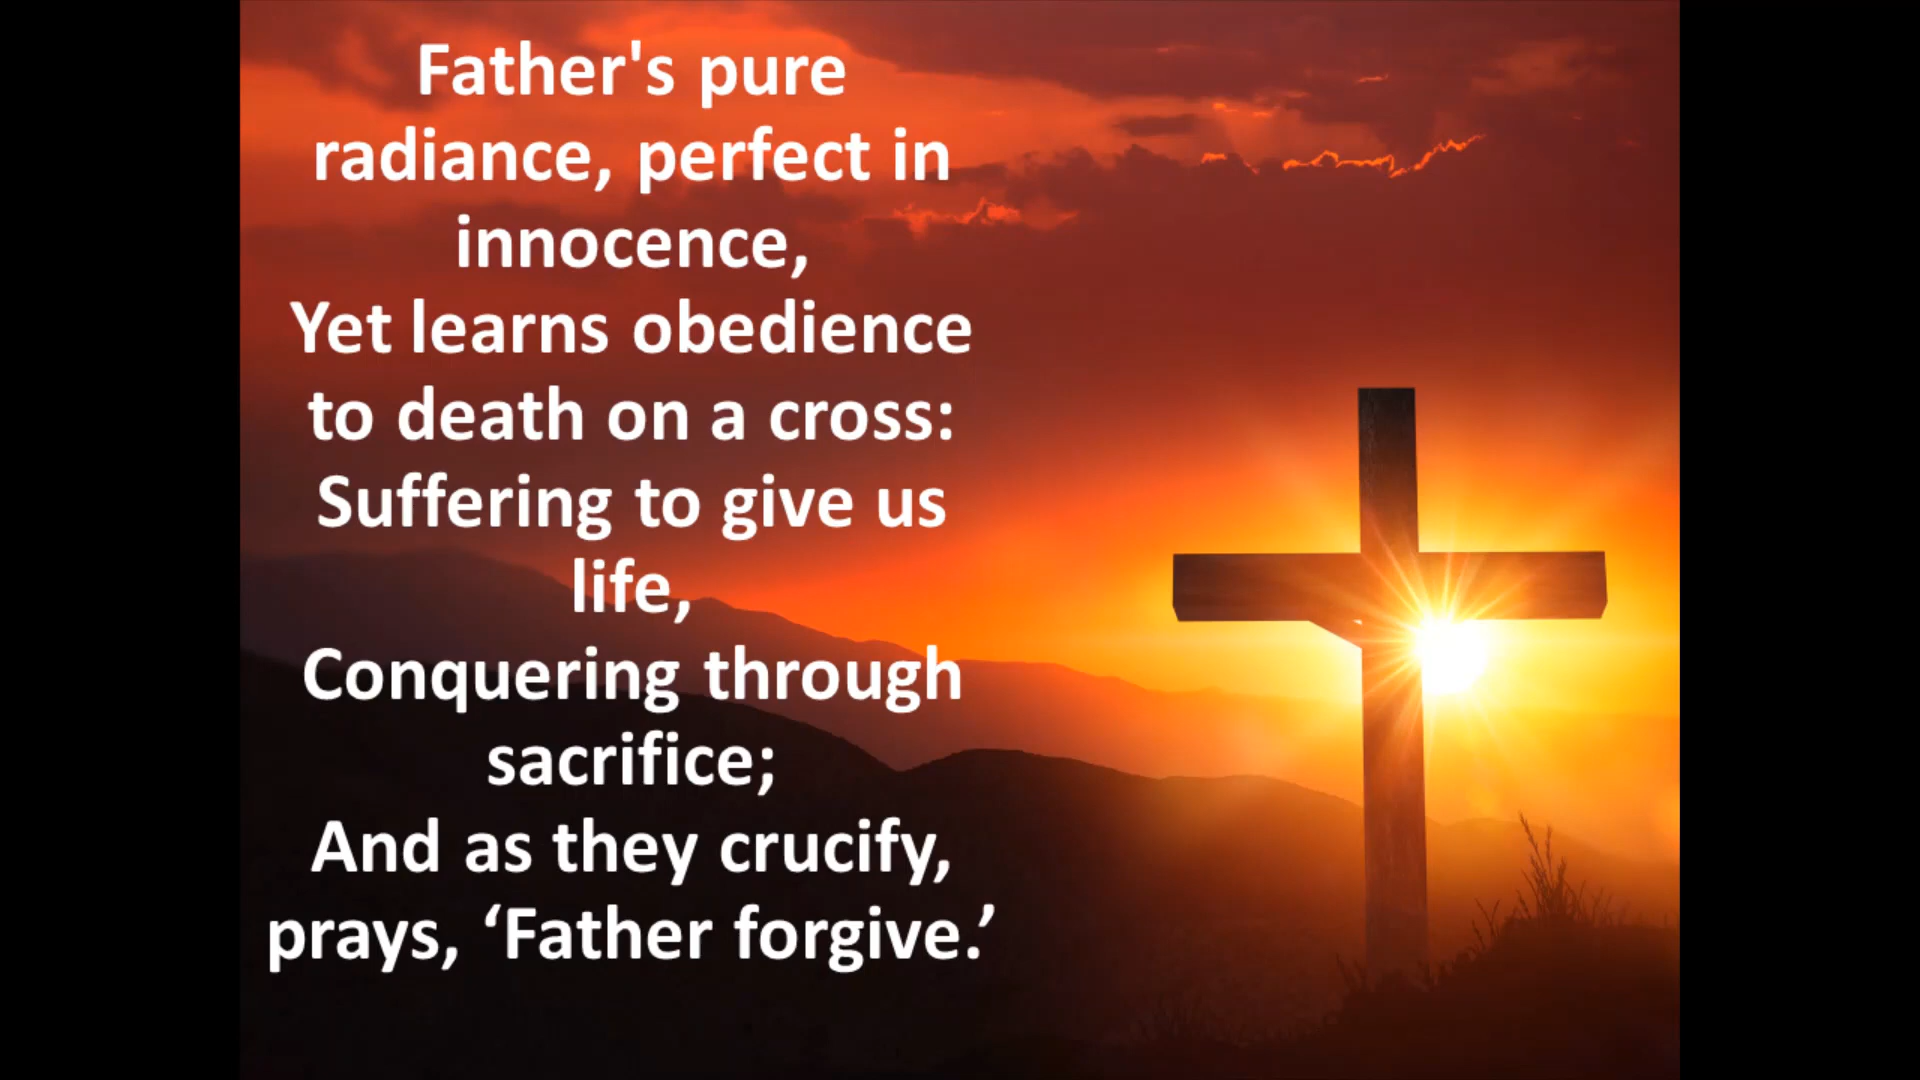 Father's pure
radiance, perfect in
innocence,
Yet learns obedience
to death on a cross:
Suffering to give us
life,
Conquering through
sacrifice;
And as they crucify,
prays, ‘Father forgive.’